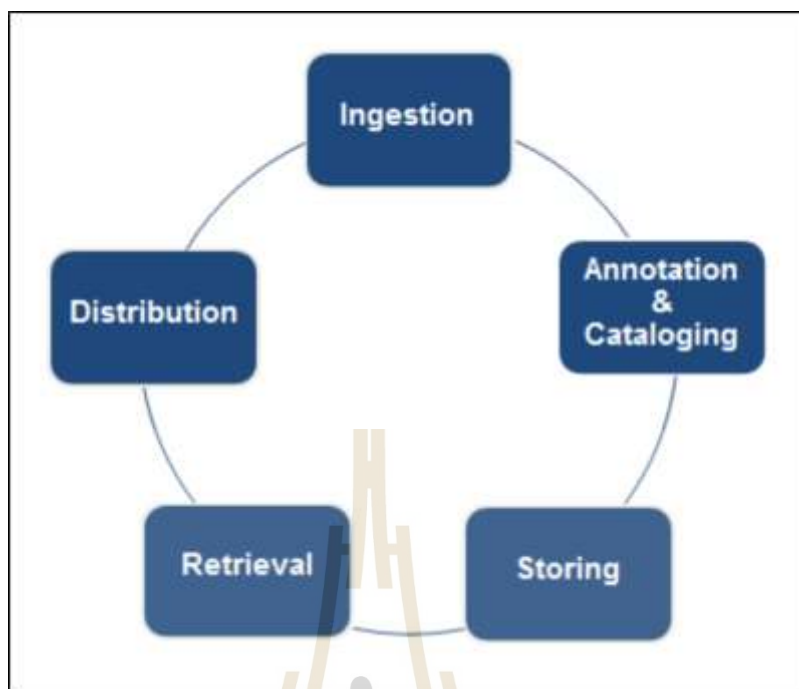 Ingestion
Annotation
&
Cataloging
Storing
Retrieval
Distribution